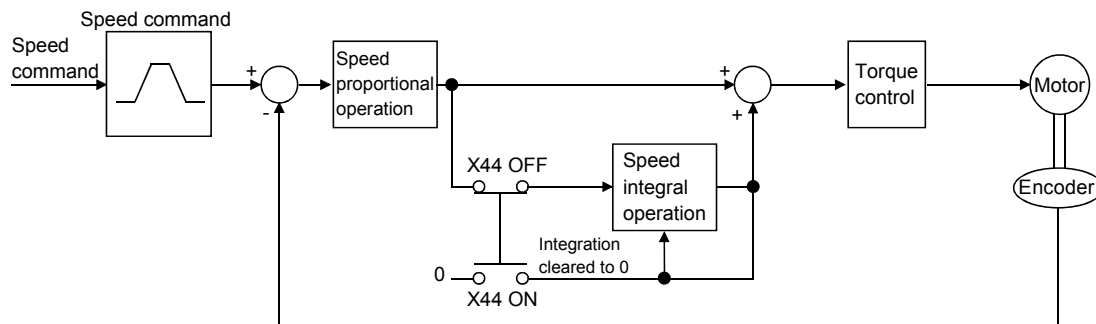 Speed command
Speed
command
+
-
Speed
proportional
operation
+
+
Torque
control
Motor
Encoder
X44 OFF
Speed
integral
operation
Integration
cleared to 0
0
X44 ON